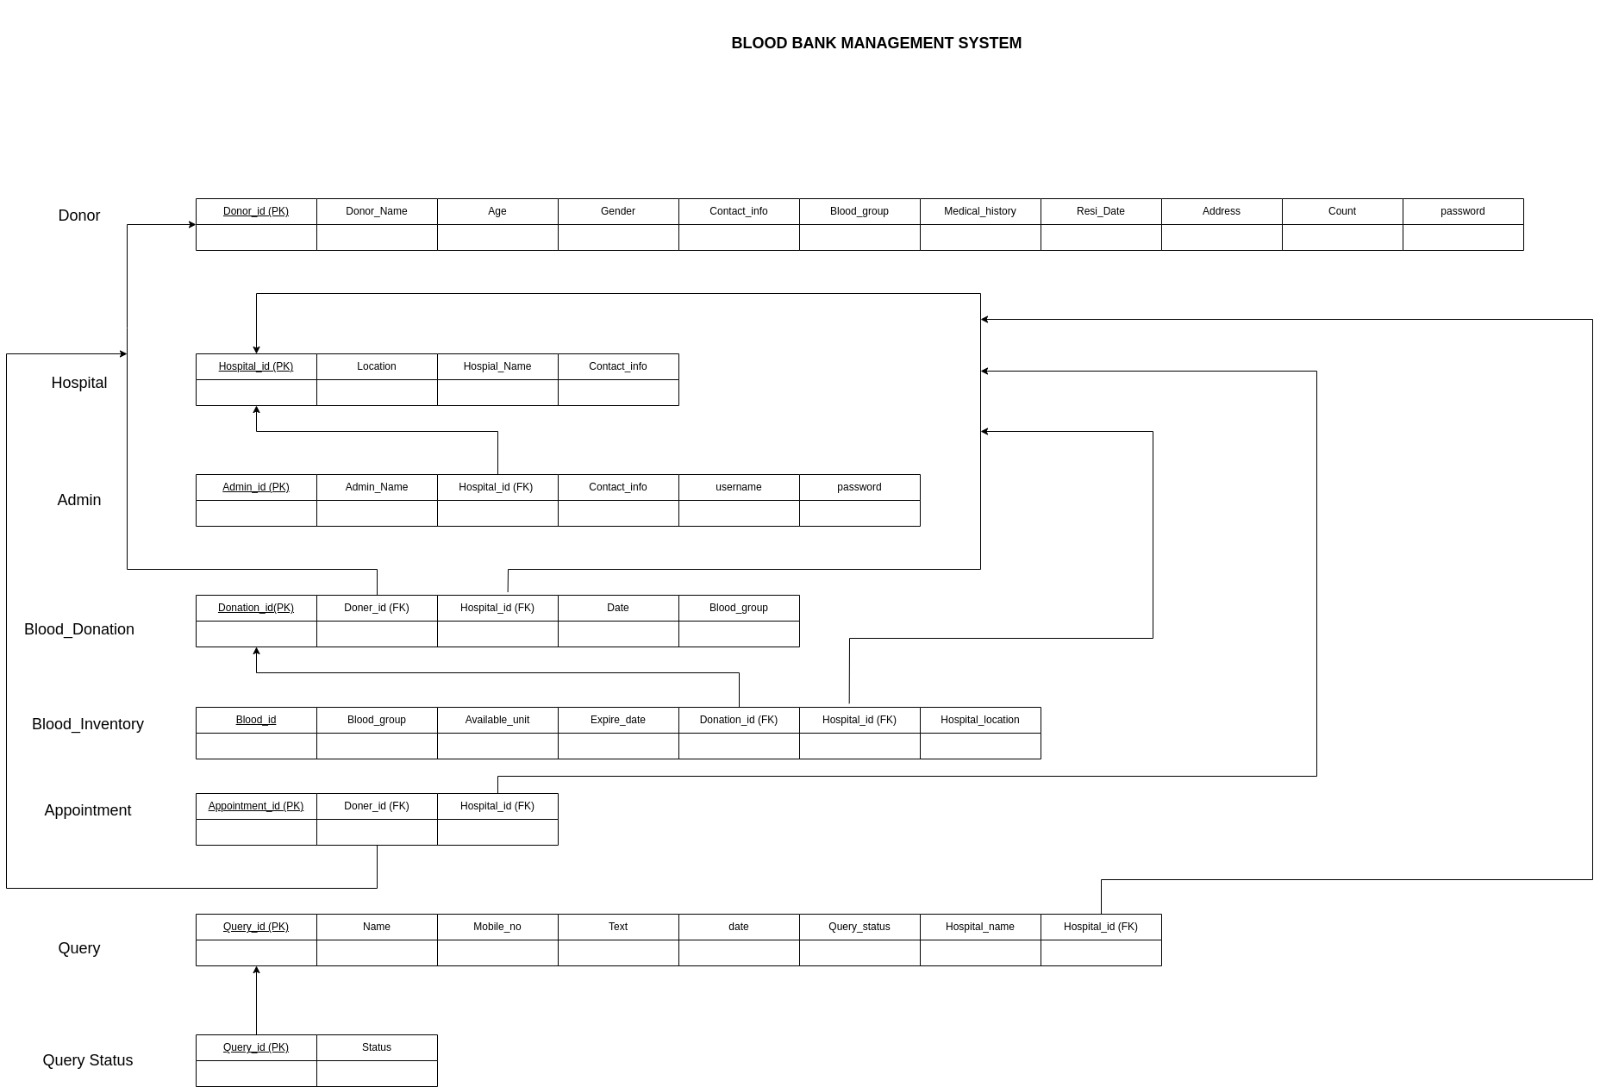 BLOOD BANK MANAGEMENT SYSTEM
Donor
Donor_id (PK) Donor_Name Age Gender Contact_info Blood_group Medical_history Resi_Date Address Count password
Hospital
Hospital_id (PK) Location Hospial_Name Contact_info
Admin
Admin_id (PK) Admin_Name Hospital_id (FK) Contact_info username password
Blood_Donation
Donation_id(PK) Doner_id (FK) Hospital_id (FK) Date Blood_group
Blood_Inventory
Blood_id Blood_group Available_unit Expire_date Donation_id (FK) Hospital_id (FK) Hospital_location
Appointment
Appointment_id (PK) Doner_id (FK) Hospital_id (FK)
Query
Query_id (PK) Name Mobile_no Text date Query_status Hospital_name Hospital_id (FK)
Query Status
Query_id (PK) Status